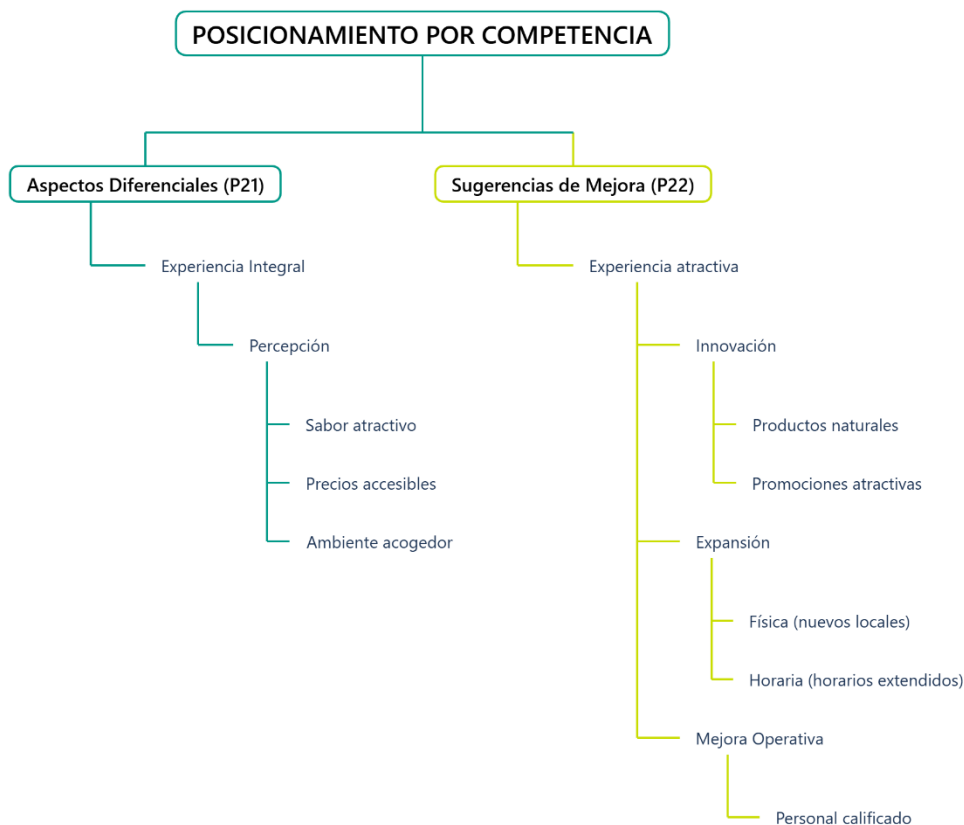 POSICIONAMIENTO POR COMPETENCIA
Aspectos Diferenciales (P21)
Experiencia Integral
Percepción
Sabor atractivo
Precios accesibles
Ambiente acogedor
Sugerencias de Mejora (P22)
Experiencia atractiva
Innovación
Productos naturales
Promociones atractivas
Expansión
Física (nuevos locales)
Horaria (horarios extendidos)
Mejora Operativa
Personal calificado